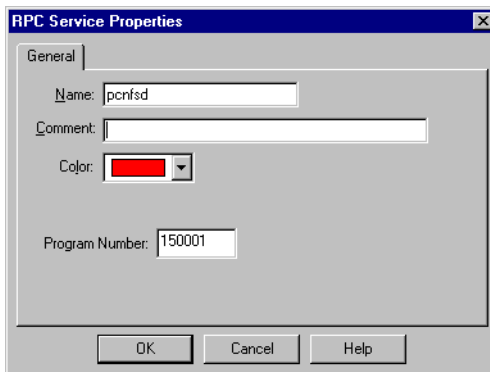 RPC Service Properties
General
Name: pcnfsd
Comment:
Color:
Program Number: 150001
OK Cancel Help